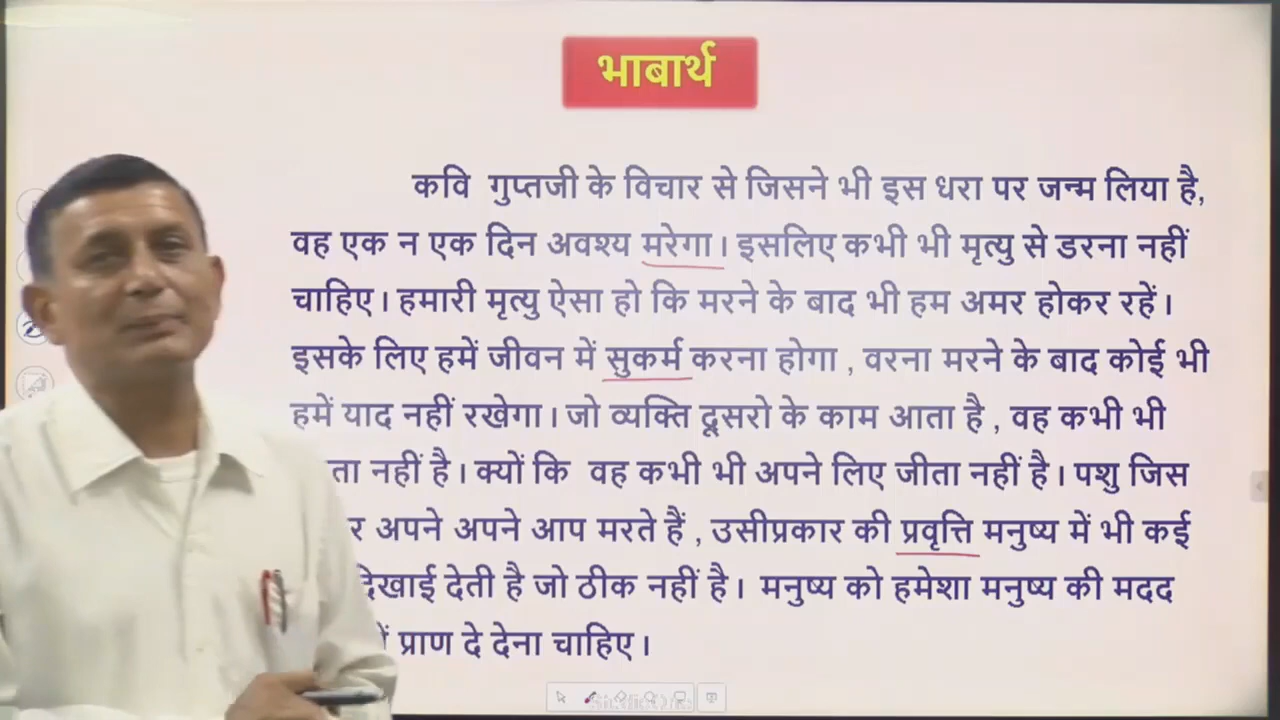 भाबार्थ
कवि गुप्तजी के विचार से जिसने भी इस धरा पर जन्म लिया है,
वह एक न एक दिन अवश्य मरेगा। इसलिए कभी भी मृत्यु से डरना नहीं
चाहिए। हमारी मृत्यु ऐसा हो कि मरने के बाद भी हम अमर होकर रहें।
इसके लिए हमें जीवन में सुकर्म करना होगा , वरना मरने के बाद कोई भी
हमें याद नहीं रखेगा। जो व्यक्ति दूसरो के काम आता है , वह कभी भी
नहीं है। क्यों कि वह कभी भी अपने लिए जीता नहीं है। पशु जिस
अपने अपने आप मरते हैं , उसीप्रकार की प्रवृत्ति मनुष्य में भी कई
दिखाई देती है जो ठीक नहीं है। मनुष्य को हमेशा मनुष्य की मदद
प्राण दे देना चाहिए।